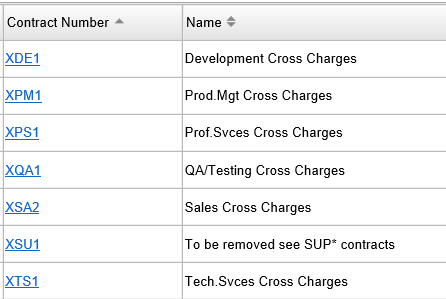 Contract Number Name
XDE1 Development Cross Charges
XPM1 Prod.Mgt Cross Charges
XPS1 Prof.Svces Cross Charges
XQA1 QA/Testing Cross Charges
XSA2 Sales Cross Charges
XSU1 To be removed see SUP* contracts
XTS1 Tech.Svces Cross Charges